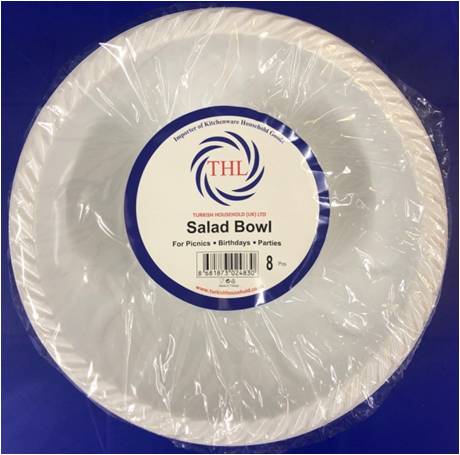 Importer of Kitchenware Household Goods
THL
TURKISH HOUSEHOLD (UK) LTD
Salad Bowl
For Picnics • Birthdays • Parties
8 Pcs
8 681873 024830